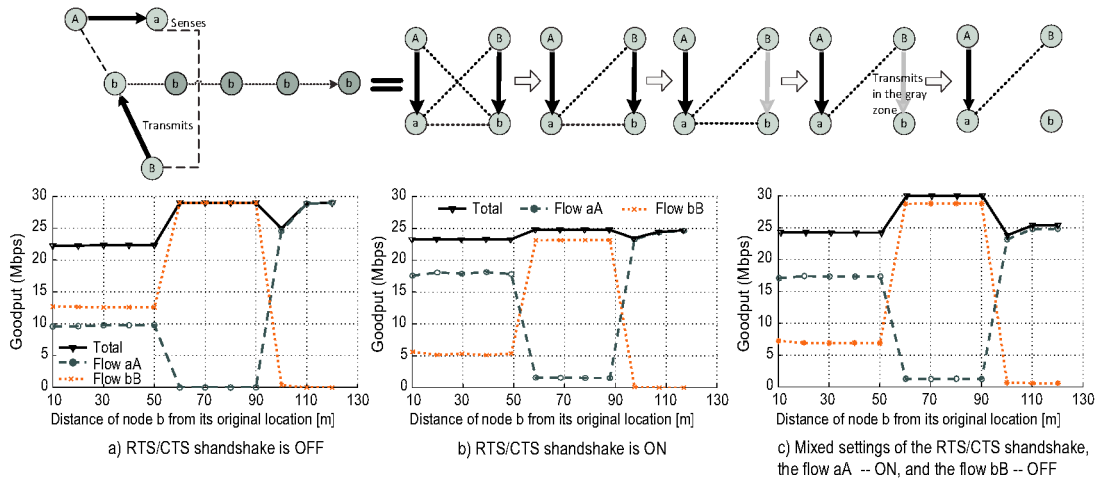 A a Senses
b b b b b
Transmits
B
A B A B A B A B A B
a b a b a b a b a b
Transmits
in the gray
zone
Goodput (Mbps)
30
25
20
15
10
5
0
Total
Flow aA
Flow bB
10 30 50 70 90 110 130
Distance of node b from its original location [m]
a) RTS/CTS shandshake is OFF
Goodput (Mbps)
30
25
20
15
10
5
0
Total Flow aA Flow bB
10 30 50 70 90 110 130
Distance of node b from its original location [m]
b) RTS/CTS shandshake is ON
Goodput (Mbps)
30
25
20
15
10
5
0
10 30 50 70 90 110 130
Distance of node b from its original location [m]
c) Mixed settings of the RTS/CTS shandshake,
the flow aA -- ON, and the flow bB -- OFF